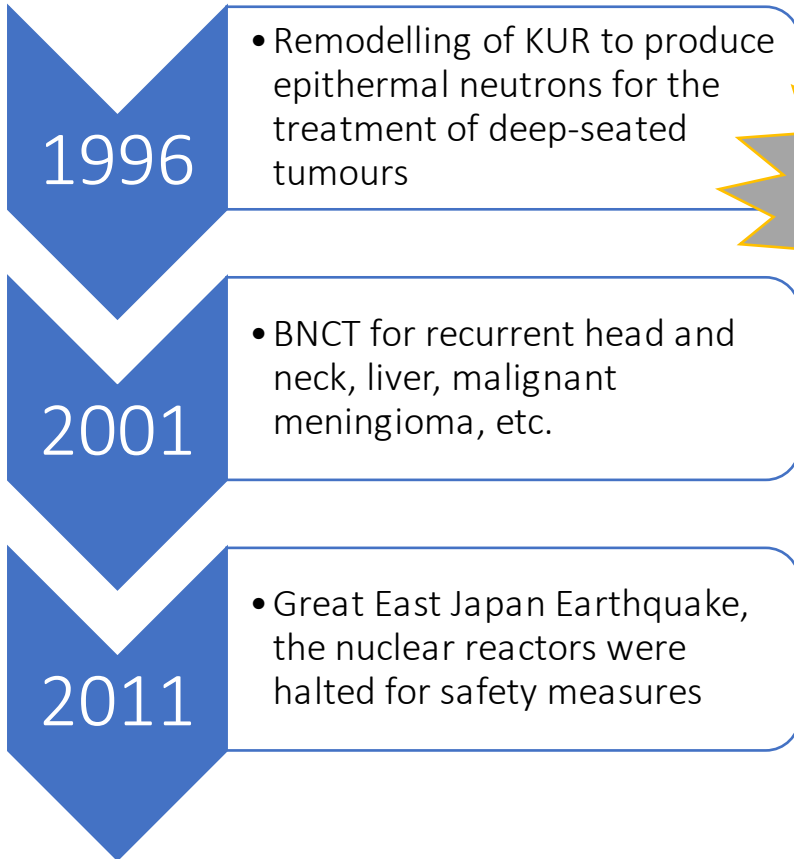 1996
• Remodelling of KUR to produce
epithermal neutrons for the
treatment of deep-seated
tumours
2001
• BNCT for recurrent head and
neck, liver, malignant
meningioma, etc.
2011
• Great East Japan Earthquake,
the nuclear reactors were
halted for safety measures